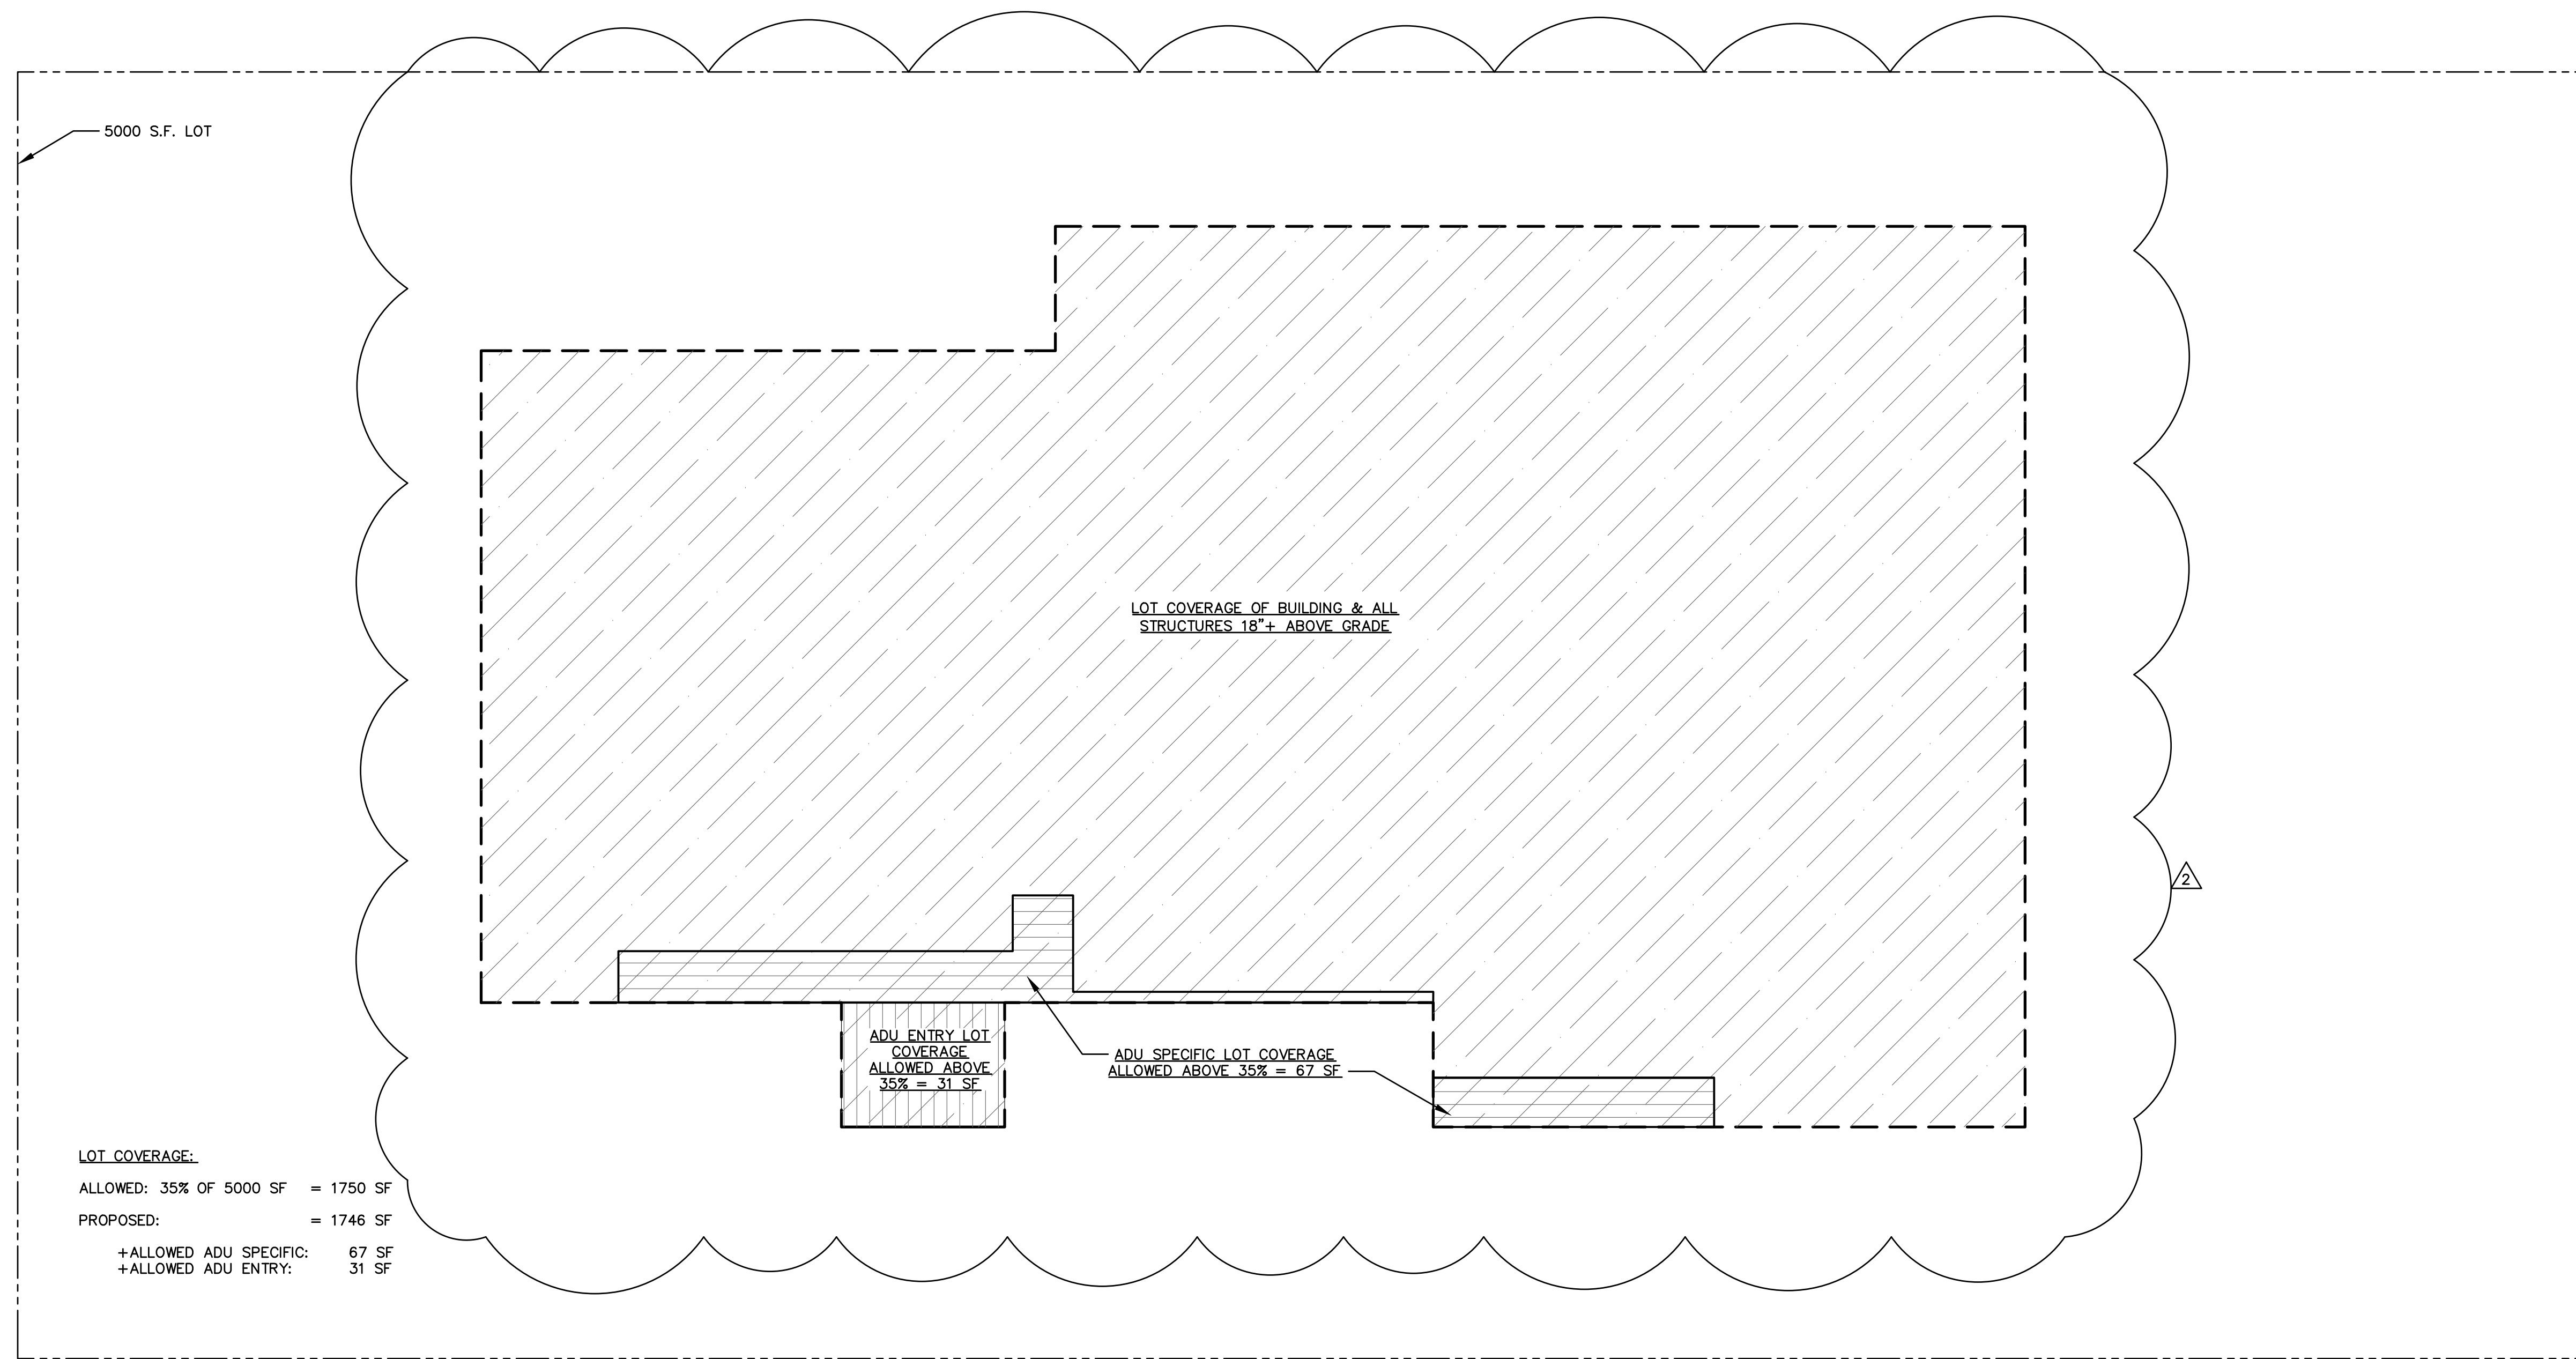 5000 S.F. LOT
LOT COVERAGE OF BUILDING & ALL
STRUCTURES 18"+ ABOVE GRADE
2
ADU ENTRY LOT
COVERAGE
ALLOWED ABOVE
35% = 31 SF
ADU SPECIFIC LOT COVERAGE
ALLOWED ABOVE 35% = 67 SF
LOT COVERAGE:
ALLOWED: 35% OF 5000 SF = 1750 SF
PROPOSED: = 1746 SF
+ALLOWED ADU SPECIFIC: 67 SF
+ALLOWED ADU ENTRY: 31 SF